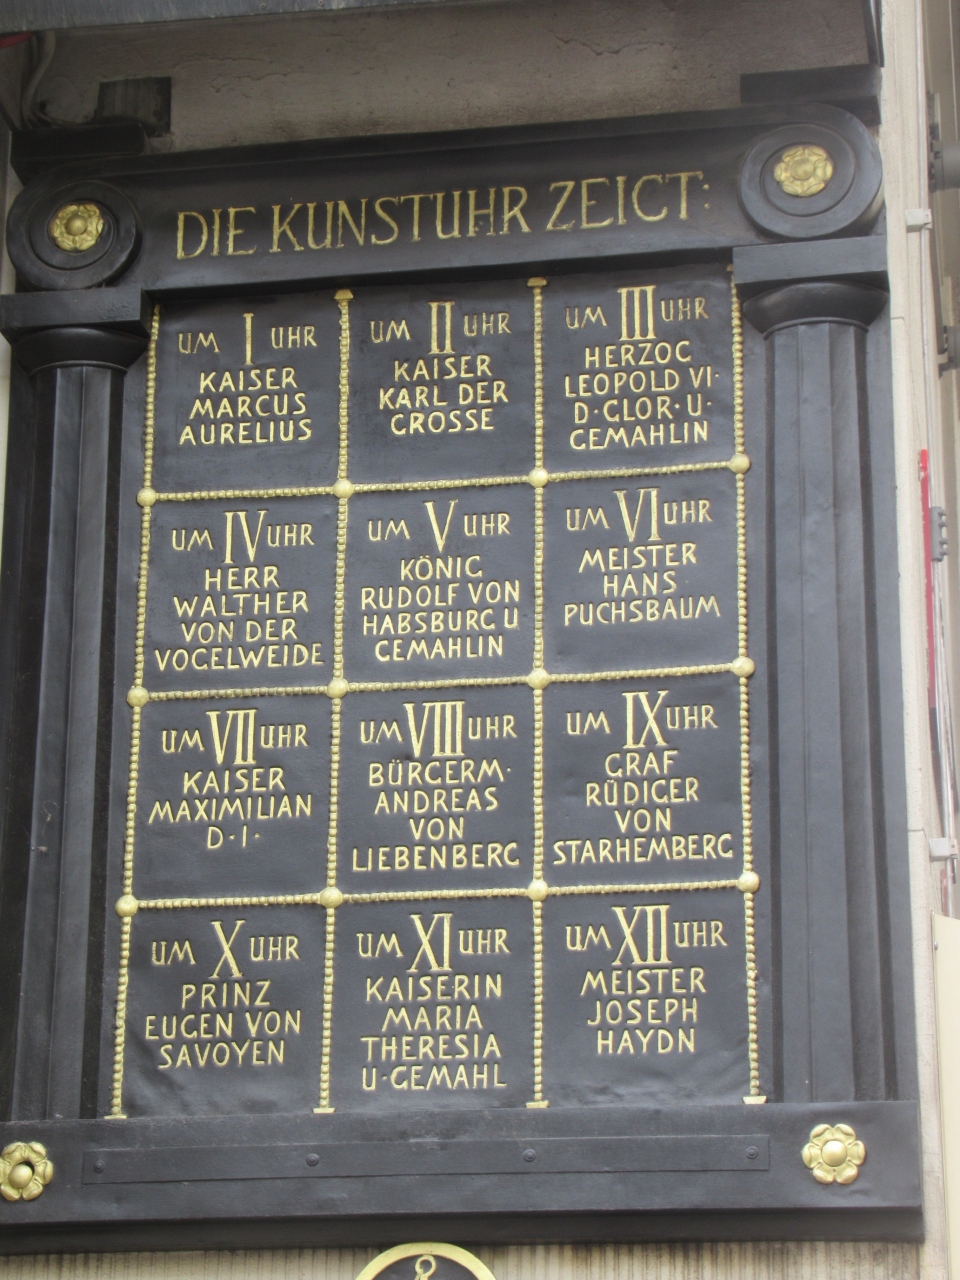 DIE KUNSTUHR ZEIGT:
UM I UHR
KAISER
MARCUS
AURELIUS
UM II UHR
KAISER
KARL DER
GROSSE
UM III UHR
HERZOG
LEOPOLD VI·
D·GLOR·U·
GEMAHLIN
UM IV UHR
HERR
WALTHER
VON DER
VOGELWEIDE
UM V UHR
KÖNIG
RUDOLF VON
HABSBURG U
GEMAHLIN
UM VI UHR
MEISTER
HANS
PUCHSBAUM
UM VII UHR
KAISER
MAXIMILIAN
D·I·
UM VIII UHR
BÜRGERM·
ANDREAS
VON
LIEBENBERG
UM IX UHR
GRAF
RÜDIGER
VON
STARHEMBERG
UM X UHR
PRINZ
EUGEN VON
SAVOYEN
UM XI UHR
KAISERIN
MARIA
THERESIA
U·GEMAHL
UM XII UHR
MEISTER
JOSEPH
HAYDN